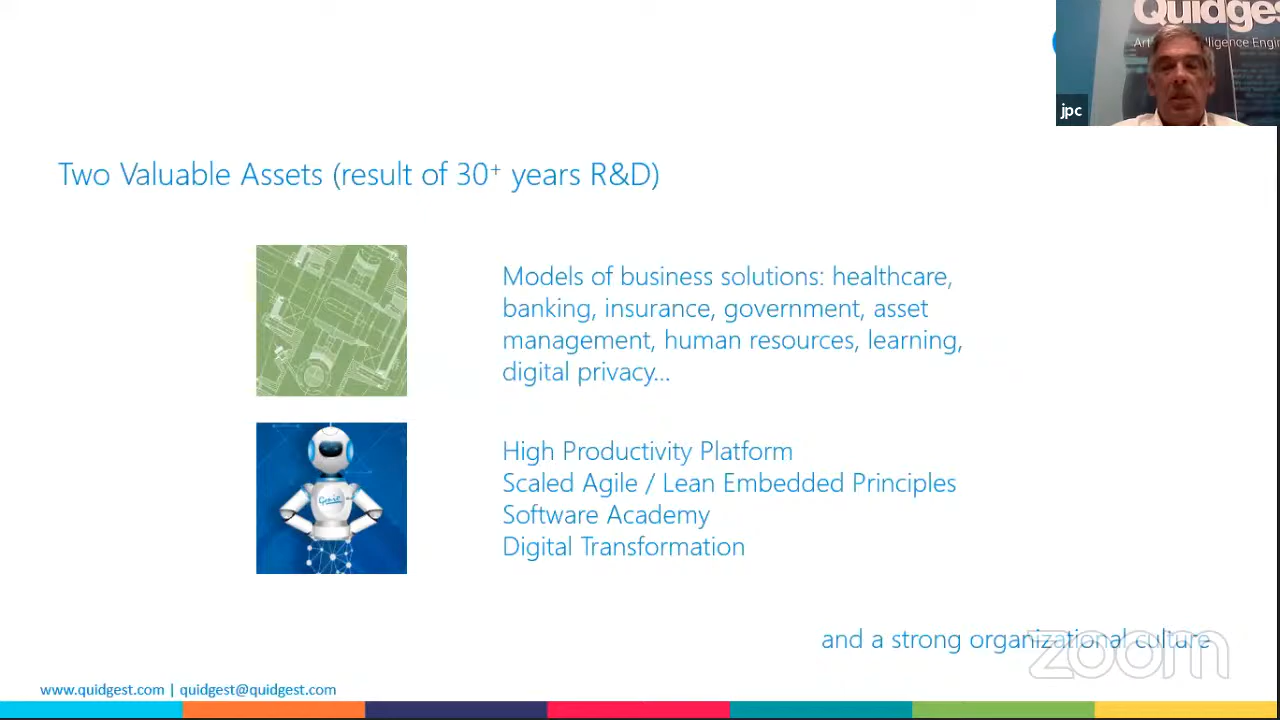 Quidgest
jpc
Two Valuable Assets (result of 30+ years R&D)
Models of business solutions: healthcare,
banking, insurance, government, asset
management, human resources, learning,
digital privacy...
High Productivity Platform
Scaled Agile / Lean Embedded Principles
Software Academy
Digital Transformation
and a strong organizational culture
zoom
www.quidgest.com | quidgest@quidgest.com